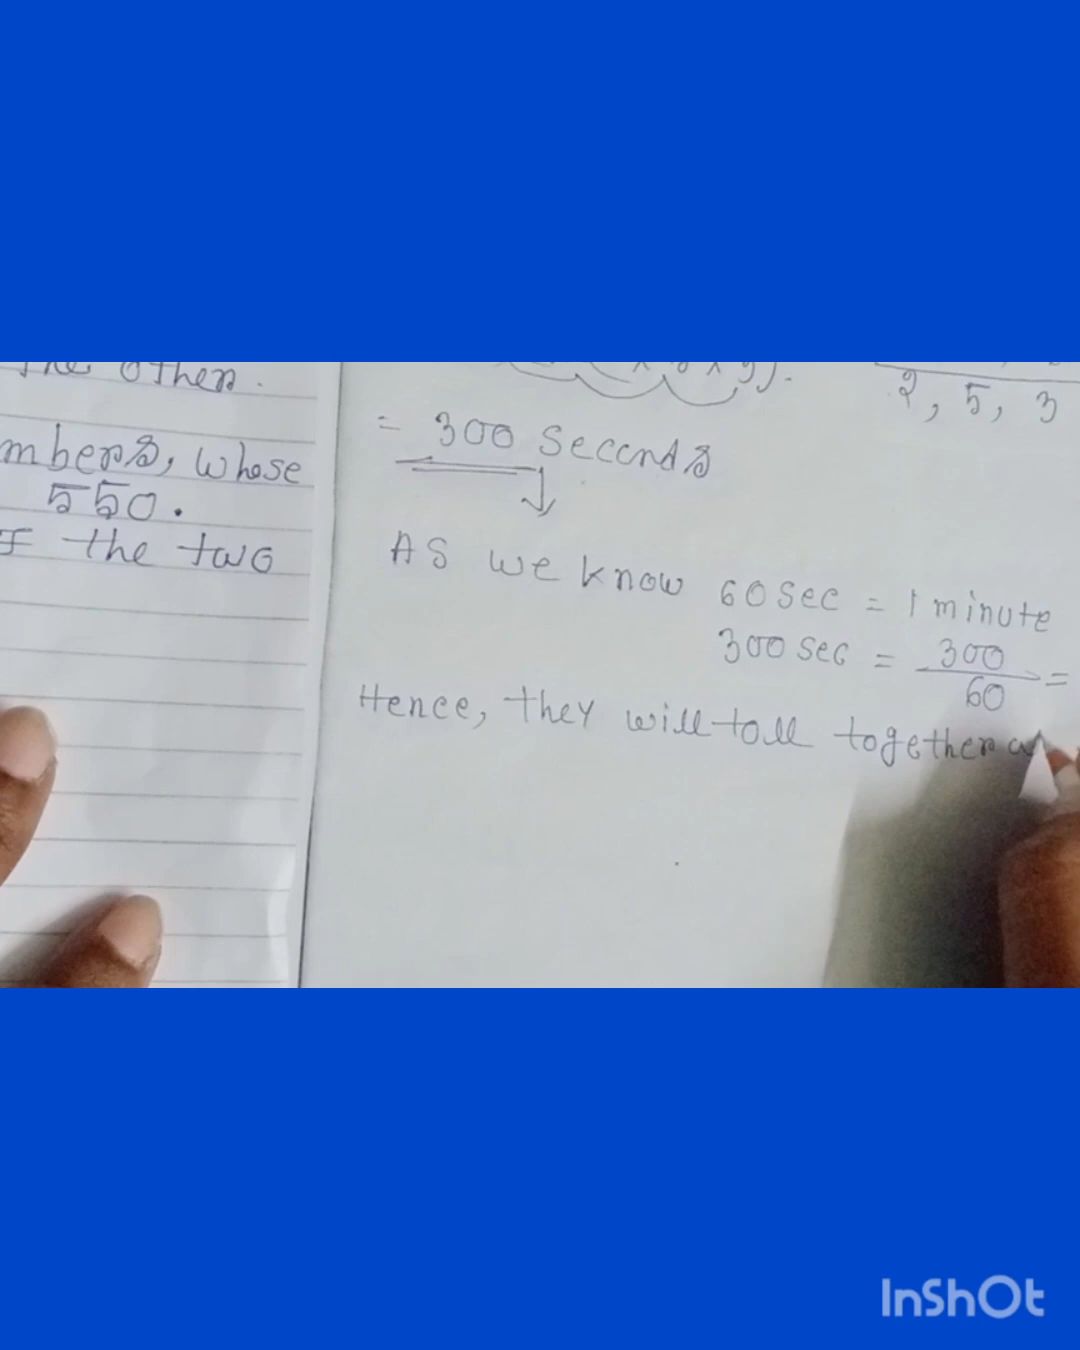 the other.
mbers, whose
550.
the two
2, 5, 3
= 300 Seconds
As we know 60 Sec = 1 minute
300 Sec = 300/60 =
Hence, they will toll together
InShOt